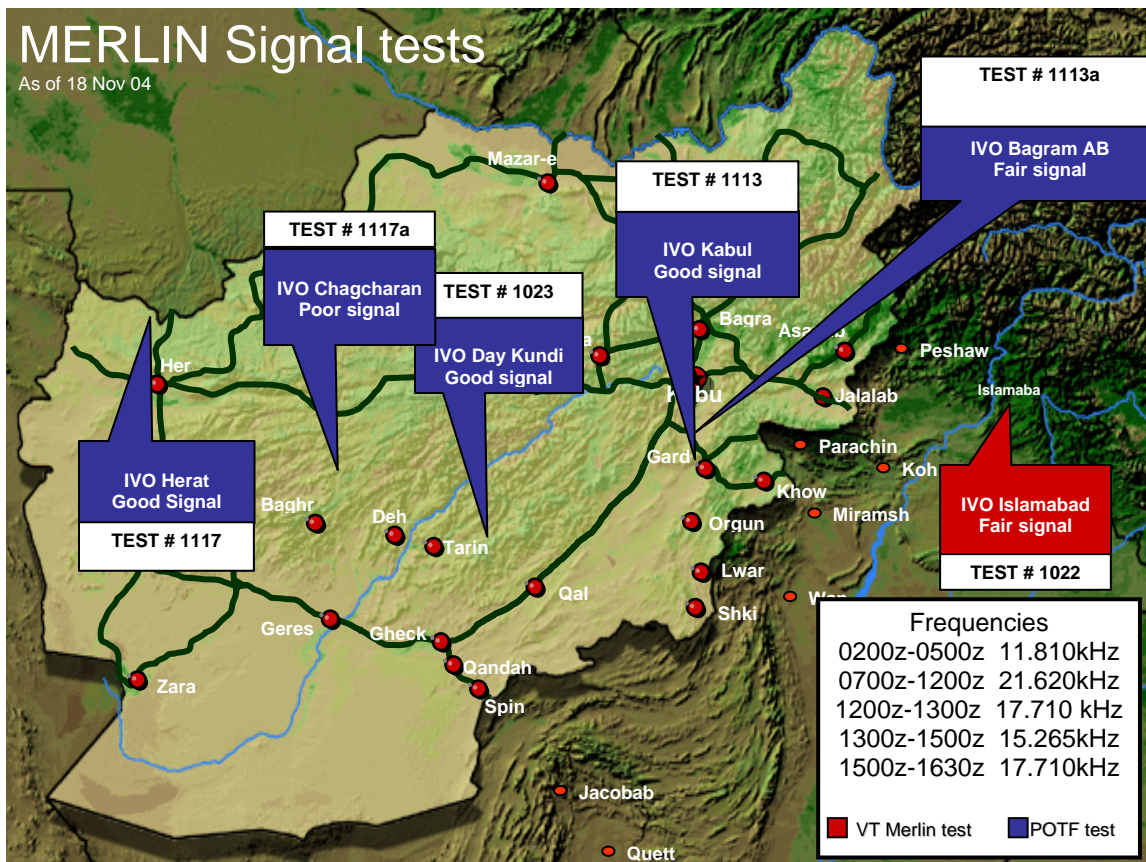 MERLIN Signal tests
As of 18 Nov 04
TEST # 1113a
IVO Bagram AB
Fair signal
TEST # 1113
IVO Kabul
Good signal
TEST # 1117a
IVO Chagcharan
Poor signal
TEST # 1023
IVO Day Kundi
Good signal
IVO Herat
Good Signal
TEST # 1117
IVO Islamabad
Fair signal
TEST # 1022
Mazar-e
Bagra
Peshaw
Her
Islamaba
Jalalab
Parachin
Gard
Koh
Khow
Baghr
Deh
Miramsh
Orgun
Tarin
Lwar
Qal
Shki
Geres
Gheck
Qandah
Zara
Spin
Jacobab
Quett
Frequencies
0200z-0500z 11.810kHz
0700z-1200z 21.620kHz
1200z-1300z 17.710 kHz
1300z-1500z 15.265kHz
1500z-1630z 17.710kHz
VT Merlin test
POTF test